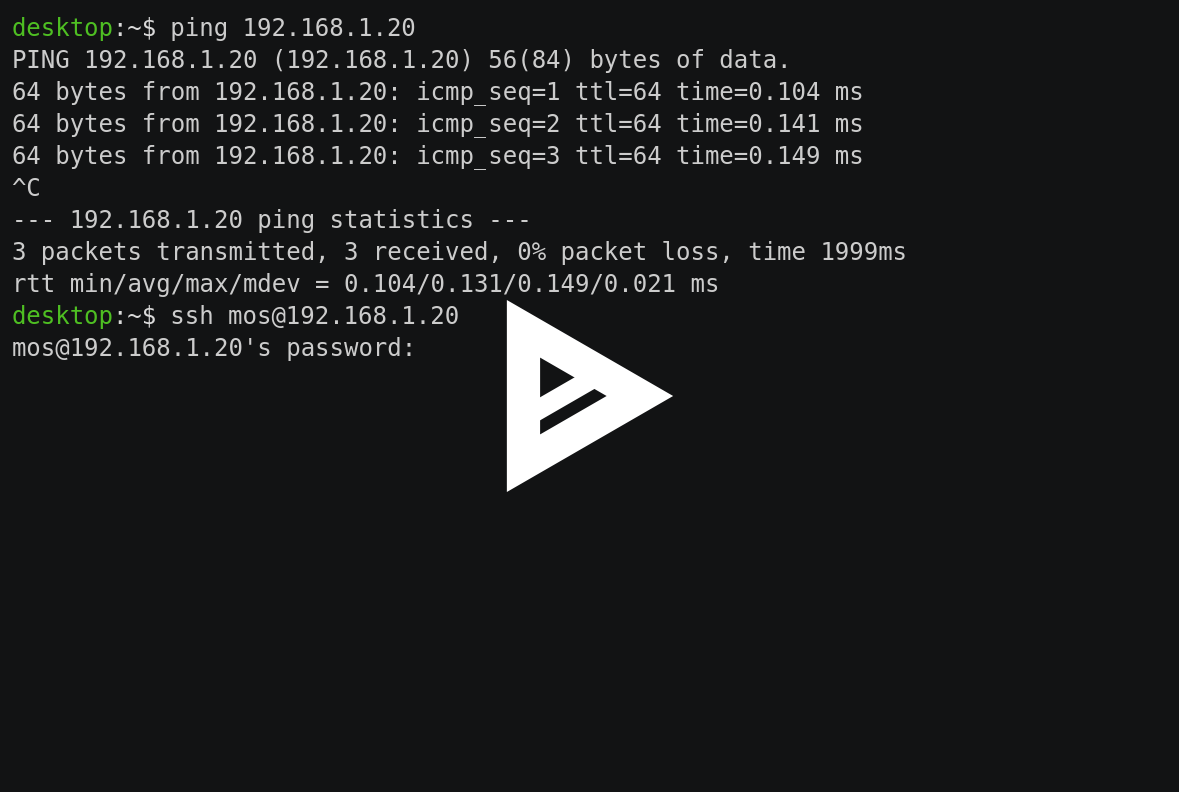 desktop:~$ ping 192.168.1.20
PING 192.168.1.20 (192.168.1.20) 56(84) bytes of data.
64 bytes from 192.168.1.20: icmp_seq=1 ttl=64 time=0.104 ms
64 bytes from 192.168.1.20: icmp_seq=2 ttl=64 time=0.141 ms
64 bytes from 192.168.1.20: icmp_seq=3 ttl=64 time=0.149 ms
^C
--- 192.168.1.20 ping statistics ---
3 packets transmitted, 3 received, 0% packet loss, time 1999ms
rtt min/avg/max/mdev = 0.104/0.131/0.149/0.021 ms
desktop:~$ ssh mos@192.168.1.20
mos@192.168.1.20's password: